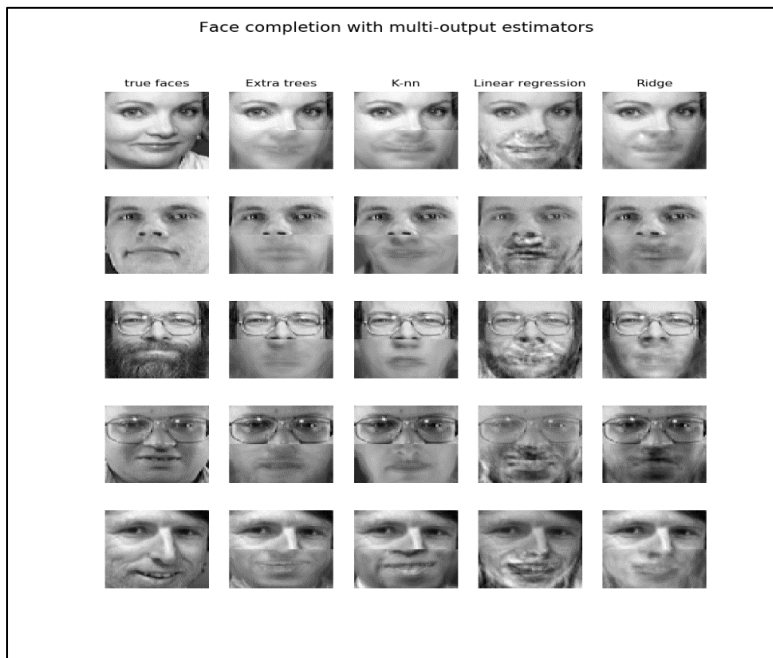 Face completion with multi-output estimators
true faces Extra trees K-nn Linear regression Ridge